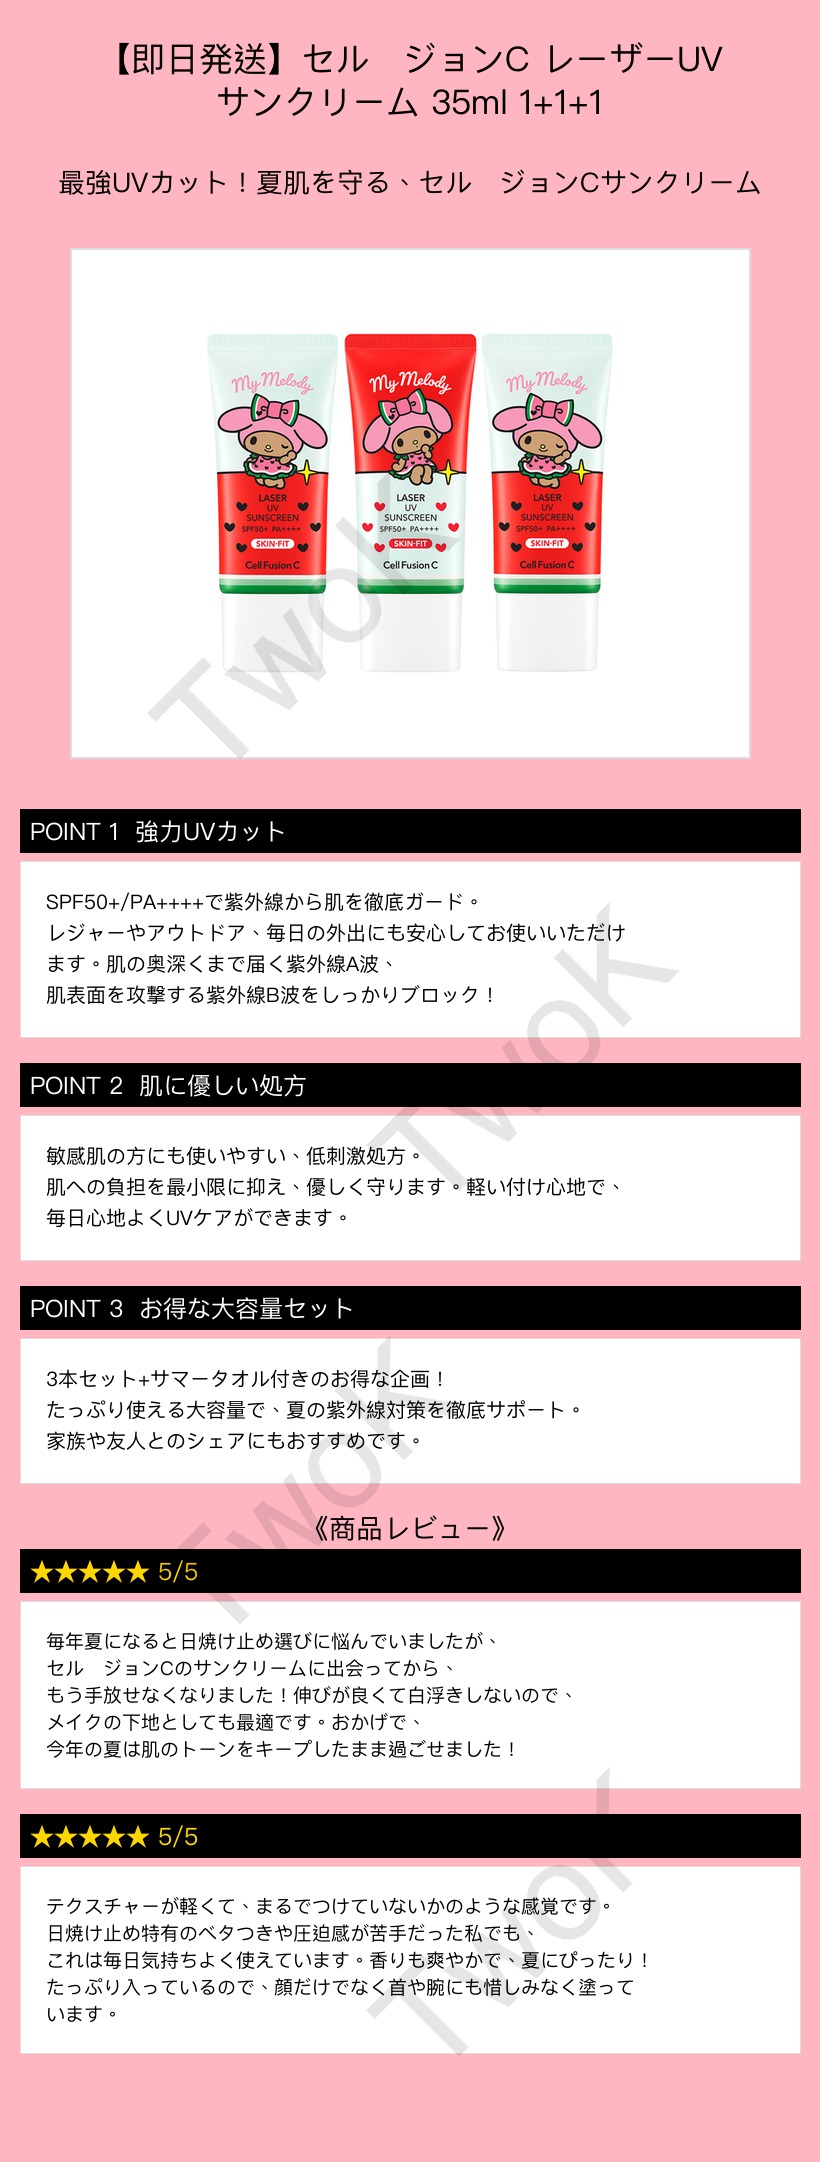 【即日発送】セル　ジョンC レーザーUV
サンクリーム 35ml 1+1+1
最強UVカット！夏肌を守る、セル　ジョンCサンクリーム
My Melody My Melody My Melody
LASER LASER LASER
UV UV UV
SUNSCREEN SUNSCREEN SUNSCREEN
SPF50+ PA++++ SPF50+ PA++++ SPF50+ PA++++
SKIN-FIT SKIN-FIT SKIN-FIT
Cell Fusion C Cell Fusion C Cell Fusion C
TwoK
POINT 1 強力UVカット
SPF50+/PA++++で紫外線から肌を徹底ガード。
レジャーやアウトドア、毎日の外出にも安心してお使いいただけ
ます。肌の奥深くまで届く紫外線A波、
肌表面を攻撃する紫外線B波をしっかりブロック！
TwoK
POINT 2 肌に優しい処方
敏感肌の方にも使いやすい、低刺激処方。
肌への負担を最小限に抑え、優しく守ります。軽い付け心地で、
毎日心地よくUVケアができます。
POINT 3 お得な大容量セット
3本セット+サマータオル付きのお得な企画！
たっぷり使える大容量で、夏の紫外線対策を徹底サポート。
家族や友人とのシェアにもおすすめです。
TwoK
《商品レビュー》
★★★★★ 5/5
毎年夏になると日焼け止め選びに悩んでいましたが、
セル　ジョンCのサンクリームに出会ってから、
もう手放せなくなりました！伸びが良くて白浮きしないので、
メイクの下地としても最適です。おかげで、
今年の夏は肌のトーンをキープしたまま過ごせました！
★★★★★ 5/5
テクスチャーが軽くて、まるでつけていないかのような感覚です。
日焼け止め特有のベタつきや圧迫感が苦手だった私でも、
これは毎日気持ちよく使えています。香りも爽やかで、夏にぴったり！
たっぷり入っているので、顔だけでなく首や腕にも惜しみなく塗って
います。
TwoK